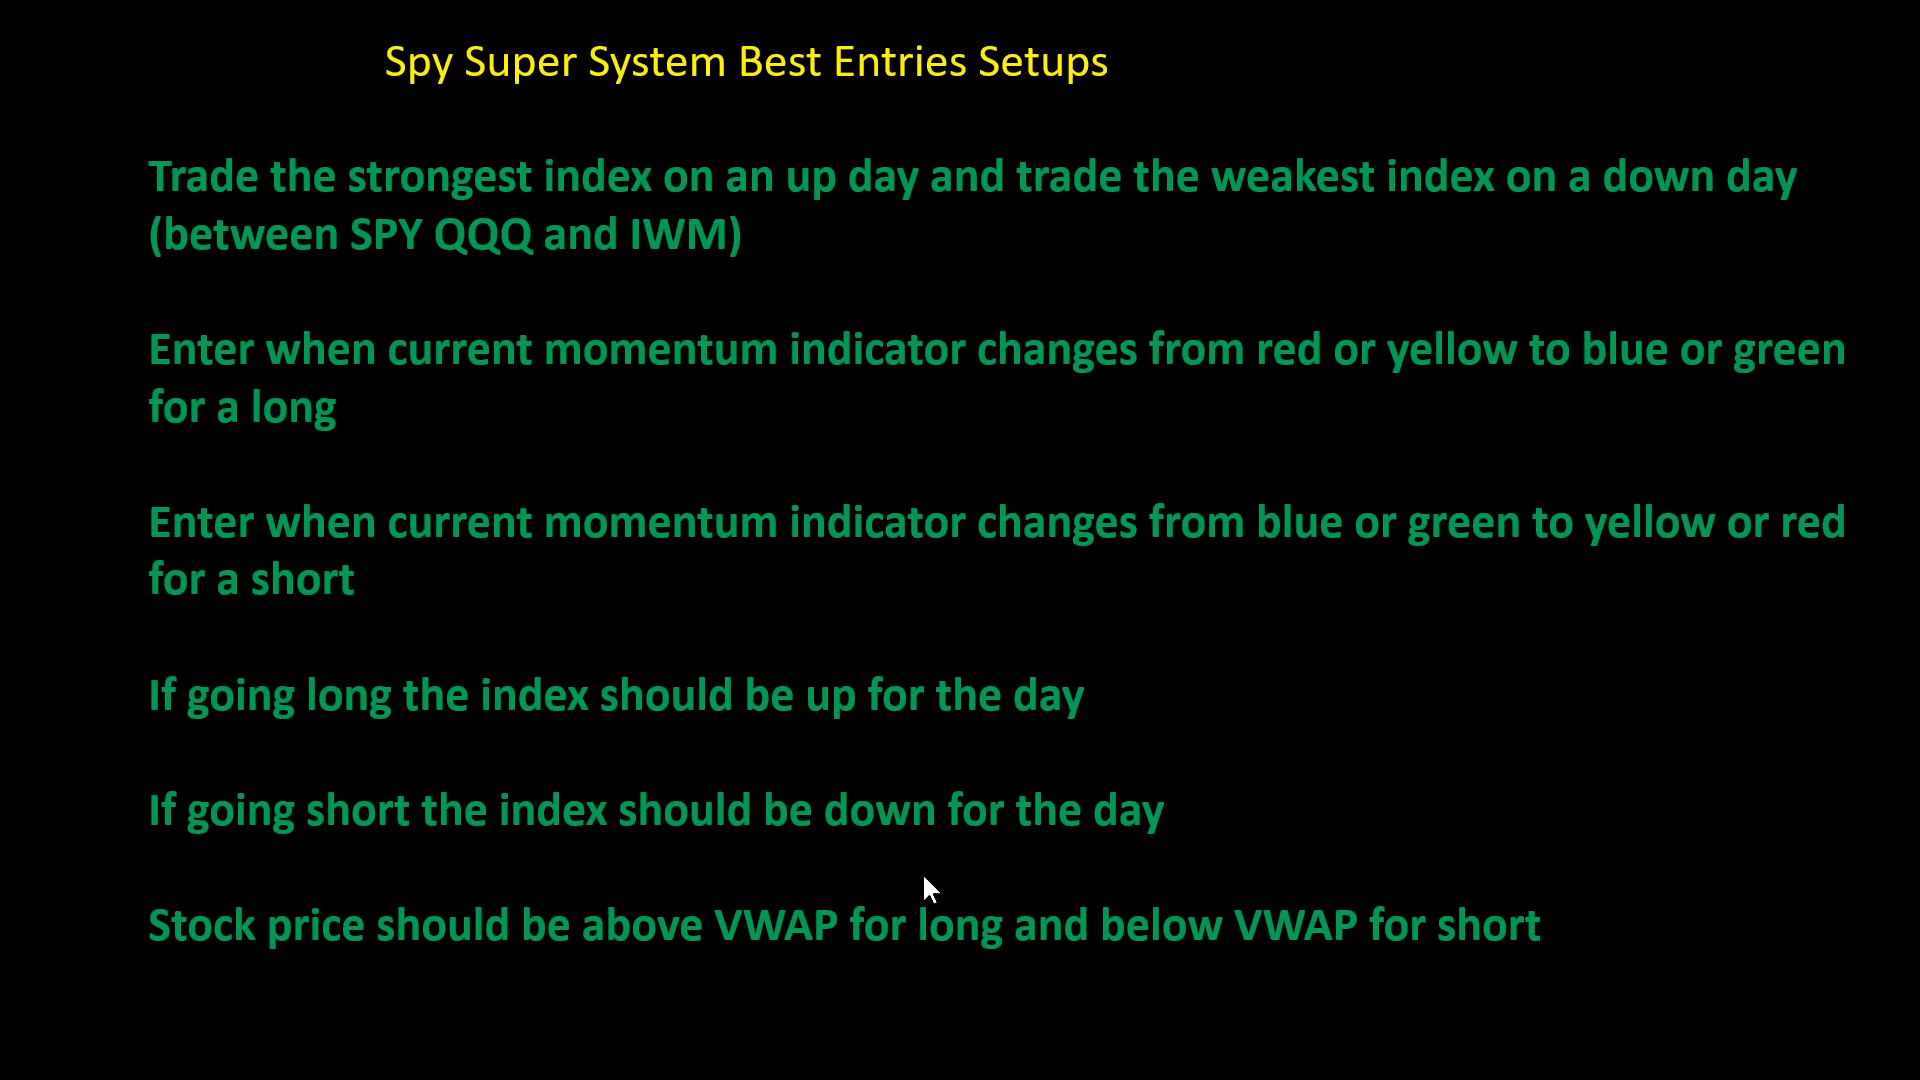 Spy Super System Best Entries Setups
Trade the strongest index on an up day and trade the weakest index on a down day
(between SPY QQQ and IWM)
Enter when current momentum indicator changes from red or yellow to blue or green
for a long
Enter when current momentum indicator changes from blue or green to yellow or red
for a short
If going long the index should be up for the day
If going short the index should be down for the day
Stock price should be above VWAP for long and below VWAP for short